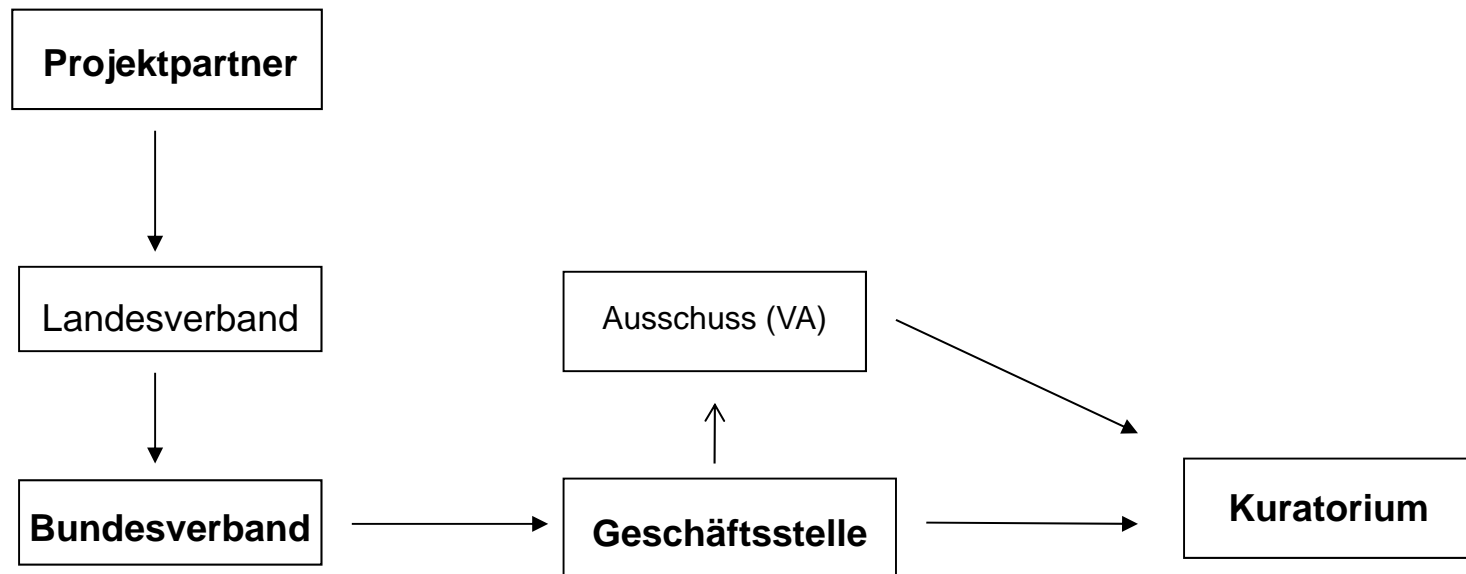 Projektpartner
Landesverband
Ausschuss (VA)
Bundesverband
Geschäftsstelle
Kuratorium